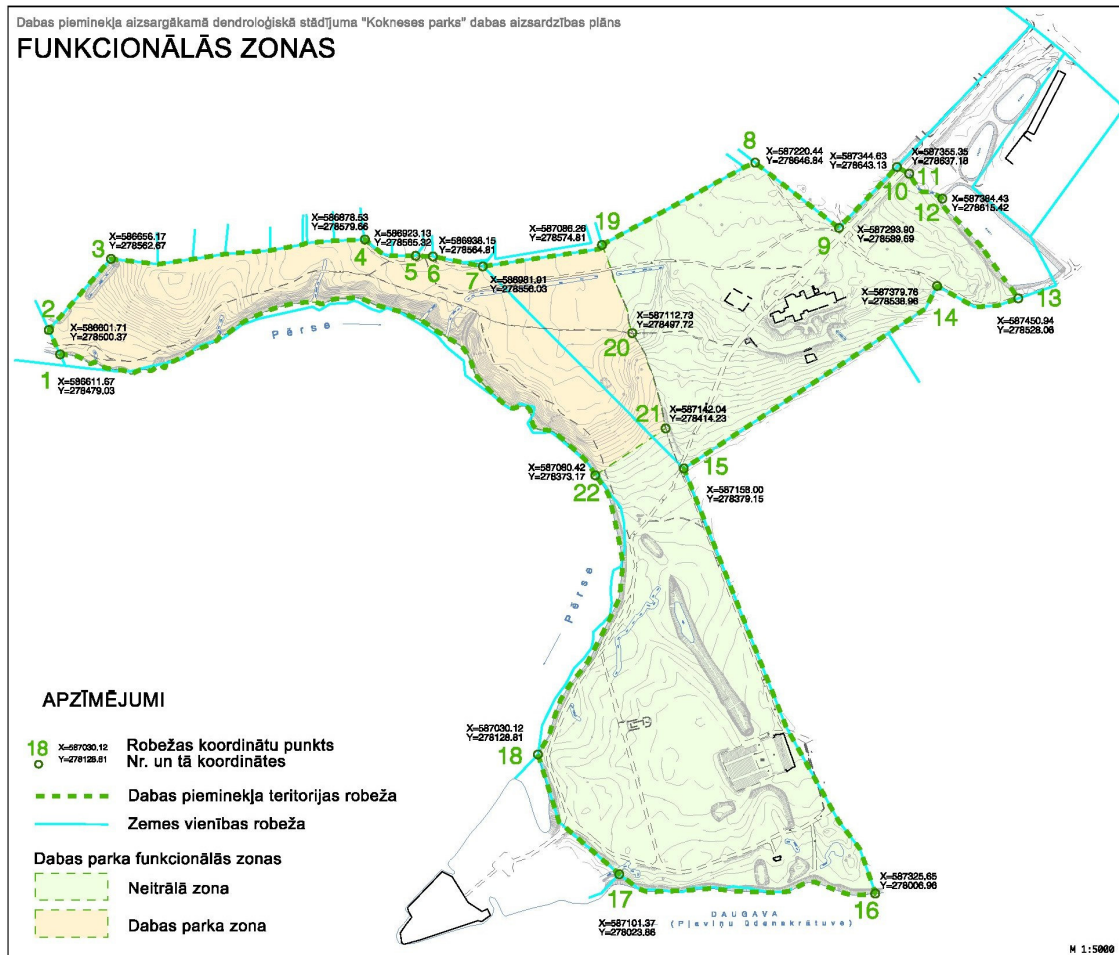 Dabas pieminekļa aizsargākamā dendroloģiskā stādījuma "Kokneses parks" dabas aizsardzības plāns
FUNKCIONĀLĀS ZONAS
8
X=587220.44
Y=278646.84
X=587344.63
Y=278643.13
X=587355.35
Y=278637.18
10
11
12
X=587384.43
Y=278615.42
9
X=587293.90
Y=278589.69
19
X=587086.26
Y=278574.81
3
X=586656.17
Y=278562.67
X=586878.53
Y=278579.66
4
X=586923.13
Y=278565.32
5
X=586938.15
Y=278564.81
6
7
X=586981.91
Y=278556.03
X=587379.76
Y=278538.96
14
13
X=587450.94
Y=278528.06
2
X=586601.71
Y=278500.37
Pērse
X=587112.73
Y=278497.72
20
1
X=586611.67
Y=278479.03
21
X=587142.04
Y=278414.23
15
X=587158.00
Y=278379.15
X=587080.42
Y=278373.17
22
Pērse
18
X=587030.12
Y=278128.81
17
X=587101.37
Y=278023.86
16
X=587325.65
Y=278006.96
DAUGAVA
(Pļaviņu ūdenskrātuve)
APZĪMĒJUMI
18 X=587030.12 Robežas koordinātu punkts
Y=278128.81 Nr. un tā koordinātes
Dabas pieminekļa teritorijas robeža
Zemes vienības robeža
Dabas parka funkcionālās zonas
Neitrālā zona
Dabas parka zona
M 1:5000